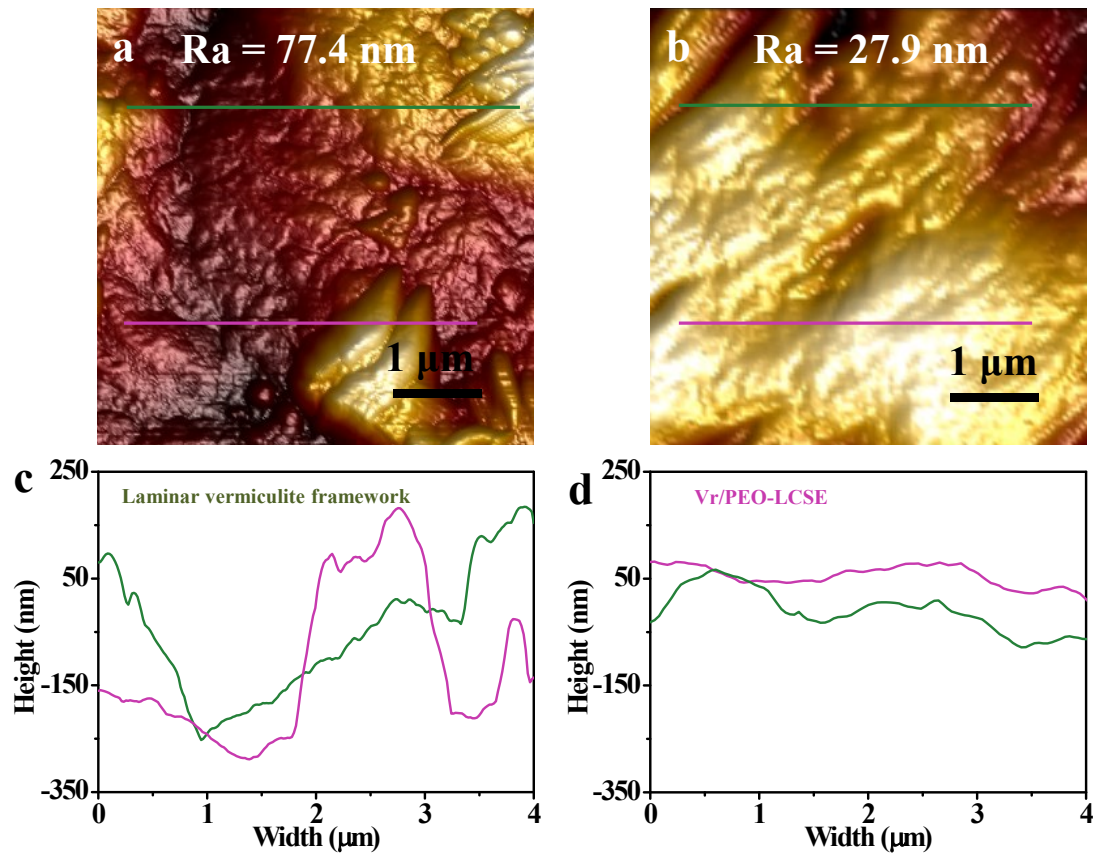 a Ra = 77.4 nm
1 μm
b Ra = 27.9 nm
1 μm
c
Laminar vermiculite framework
Height (nm)
250
50
-150
-350
0 1 2 3 4
Width (μm)
d
Vr/PEO-LCSE
Height (nm)
250
50
-150
-350
0 1 2 3 4
Width (μm)